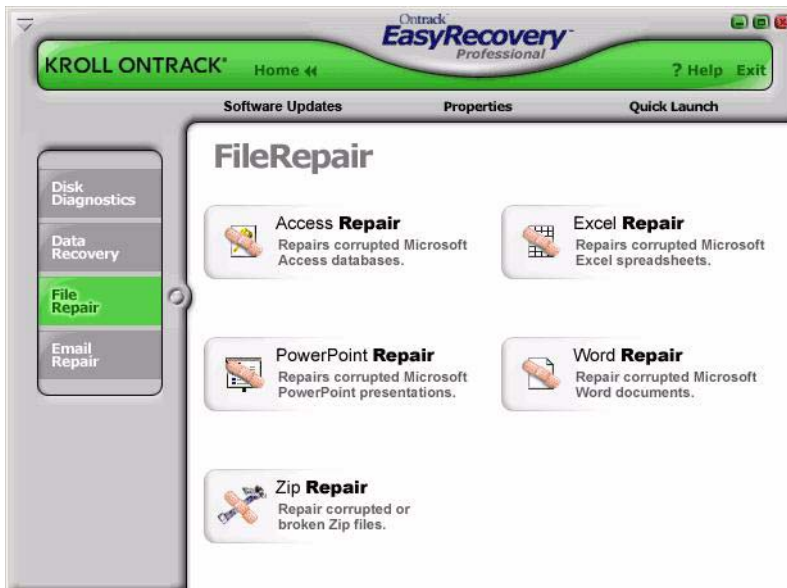 Ontrack
EasyRecovery™
Professional
KROLL ONTRACK®
Home
? Help Exit
Software Updates
Properties
Quick Launch
Disk
Diagnostics
Data
Recovery
File
Repair
Email
Repair
FileRepair
Access Repair
Repairs corrupted Microsoft
Access databases.
Excel Repair
Repairs corrupted Microsoft
Excel spreadsheets.
PowerPoint Repair
Repairs corrupted Microsoft
PowerPoint presentations.
Word Repair
Repair corrupted Microsoft
Word documents.
Zip Repair
Repair corrupted or
broken Zip files.